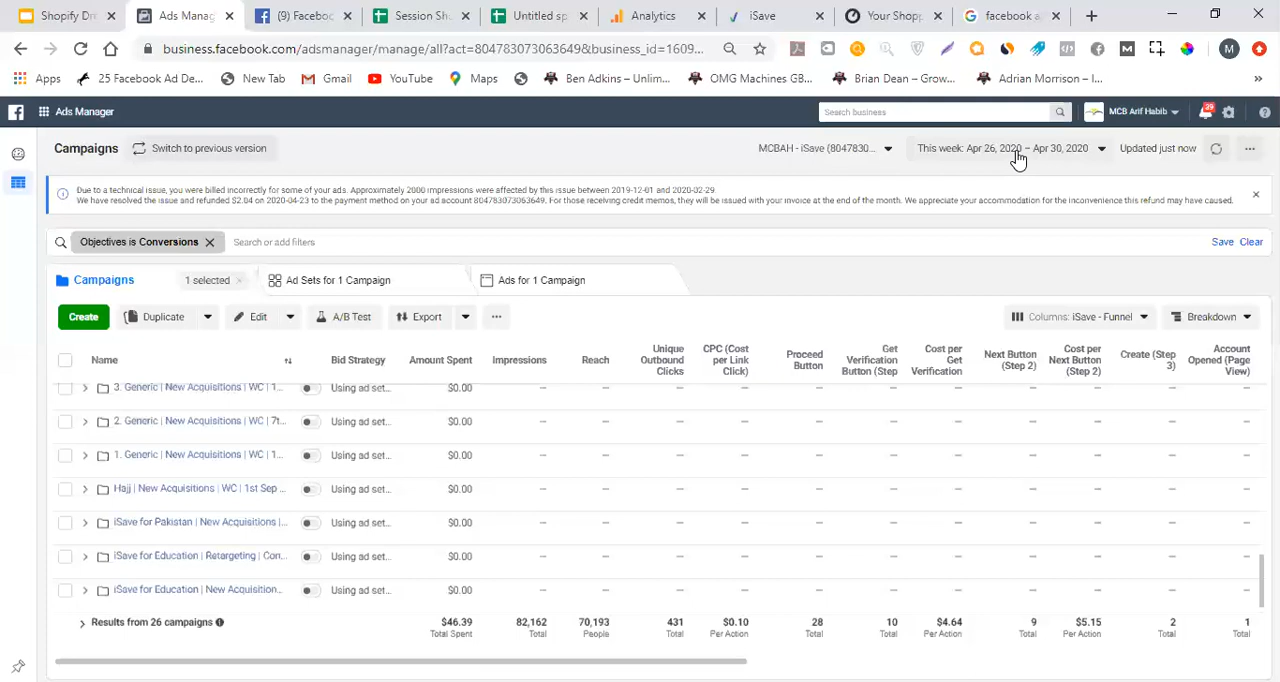 Shopify Dr
Ads Manag
(9) Facebo
Session Sh
Untitled sp
Analytics
iSave
Your Shopp
facebook a
business.facebook.com/adsmanager/manage/all?act=804783073063649&business_id=1609...
Apps
25 Facebook Ad De...
New Tab
Gmail
YouTube
Maps
Ben Adkins – Unlim...
OMG Machines GB...
Brian Dean – Grow...
Adrian Morrison – I...
»
Ads Manager
Search business
MCB Arif Habib
29
Campaigns
Switch to previous version
MCBAH - iSave (8047830...
This week: Apr 26, 2020 – Apr 30, 2020
Updated just now
Due to a technical issue, you were billed incorrectly for some of your ads. Approximately 2000 impressions were affected by this issue between 2019-12-01 and 2020-02-29.
We have resolved the issue and refunded $2.04 on 2020-04-23 to the payment method on your ad account 804783073063649. For those receiving credit memos, they will be issued with your invoice at the end of the month. We appreciate your accommodation for the inconvenience this refund may have caused.
Objectives is Conversions
Search or add filters
Save Clear
Campaigns
1 selected
Ad Sets for 1 Campaign
Ads for 1 Campaign
Create
Duplicate
Edit
A/B Test
Export
Columns: iSave - Funnel
Breakdown
Name
Bid Strategy
Amount Spent
Impressions
Reach
Unique Outbound Clicks
CPC (Cost per Link Click)
Proceed Button
Get Verification Button (Step
Cost per Get Verification
Next Button (Step 2)
Cost per Next Button (Step 2)
Create (Step 3)
Account Opened (Page View)
3. Generic | New Acquisitions | WC | 1... Using ad set... $0.00 — — — — — — — — — — —
2. Generic | New Acquisitions | WC | 7t... Using ad set... $0.00 — — — — — — — — — — —
1. Generic | New Acquisitions | WC | 1... Using ad set... $0.00 — — — — — — — — — — —
Hajj | New Acquisitions | WC | 1st Sep ... Using ad set... $0.00 — — — — — — — — — — —
iSave for Pakistan | New Acquisitions |... Using ad set... $0.00 — — — — — — — — — — —
iSave for Education | Retargeting | Con... Using ad set... $0.00 — — — — — — — — — — —
iSave for Education | New Acquisition... Using ad set... $0.00 — — — — — — — — — — —
Results from 26 campaigns $46.39 82,162 70,193 431 $0.10 28 10 $4.64 9 $5.15 2 1
Total Spent Total People Total Per Action Total Total Per Action Total Per Action Total Total